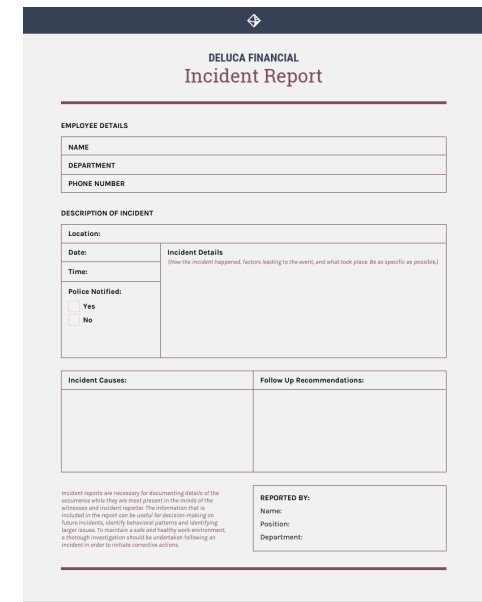 DELUCA FINANCIAL
Incident Report
EMPLOYEE DETAILS
NAME
DEPARTMENT
PHONE NUMBER
DESCRIPTION OF INCIDENT
Location:
Date:
Incident Details
(How the incident happened, factors leading to the event, and what took place. Be as specific as possible.)
Time:
Police Notified:
Yes
No
Incident Causes:
Follow Up Recommendations:
Incident reports are necessary for documenting details of the
occurrence while they are most present in the minds of the
witnesses and incident reporter. The information that is
included in the report can be useful for decision-making on
future incidents, identify behavioral patterns and identifying
larger issues. To maintain a safe and healthy work environment,
a thorough investigation should be undertaken following an
incident in order to initiate corrective actions.
REPORTED BY:
Name:
Position:
Department: